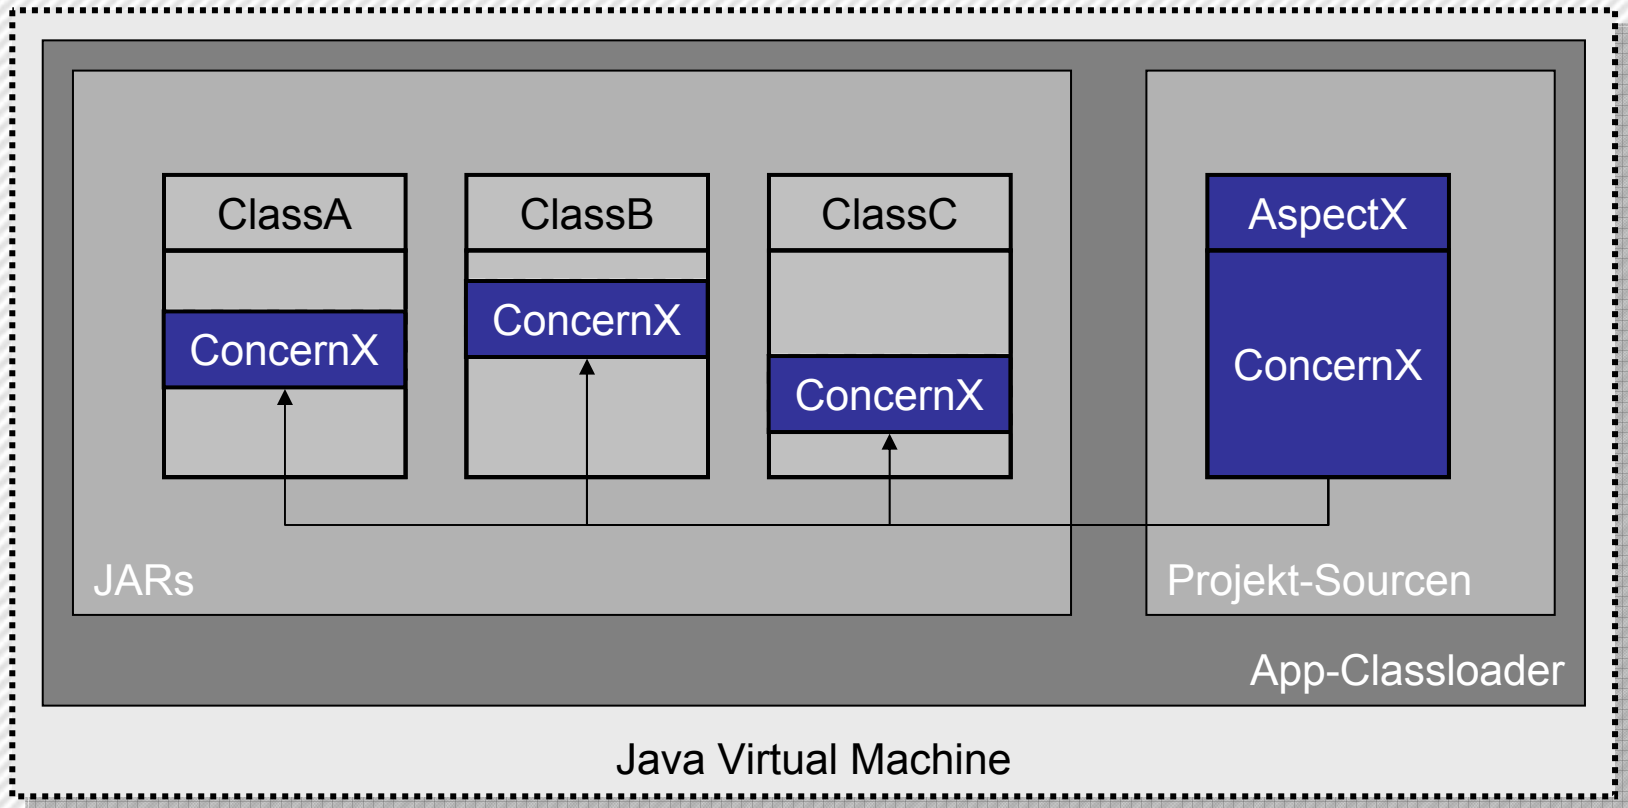 ClassA
ClassB
ClassC
AspectX
ConcernX
ConcernX
ConcernX
ConcernX
JARs
Projekt-Sourcen
App-Classloader
Java Virtual Machine